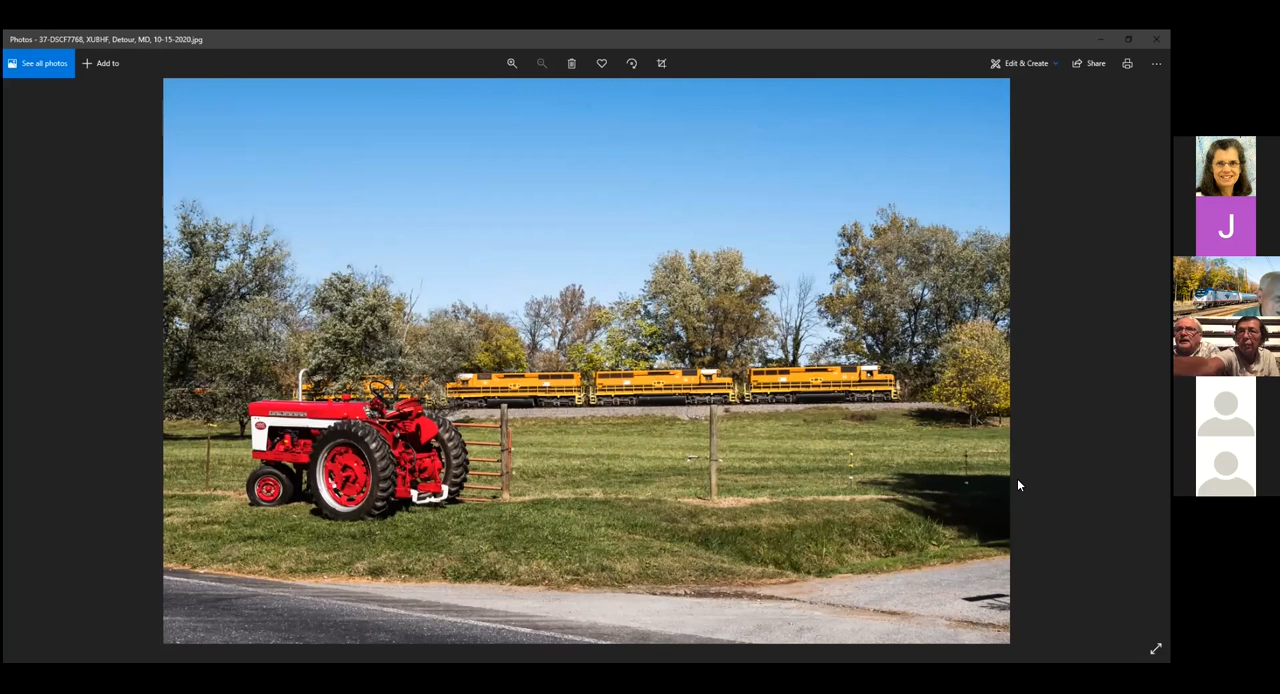 Photos - 37-DSCF7768, XUBHF, Detour, MD, 10-15-2020.jpg
See all photos
Add to
Edit & Create
Share
J